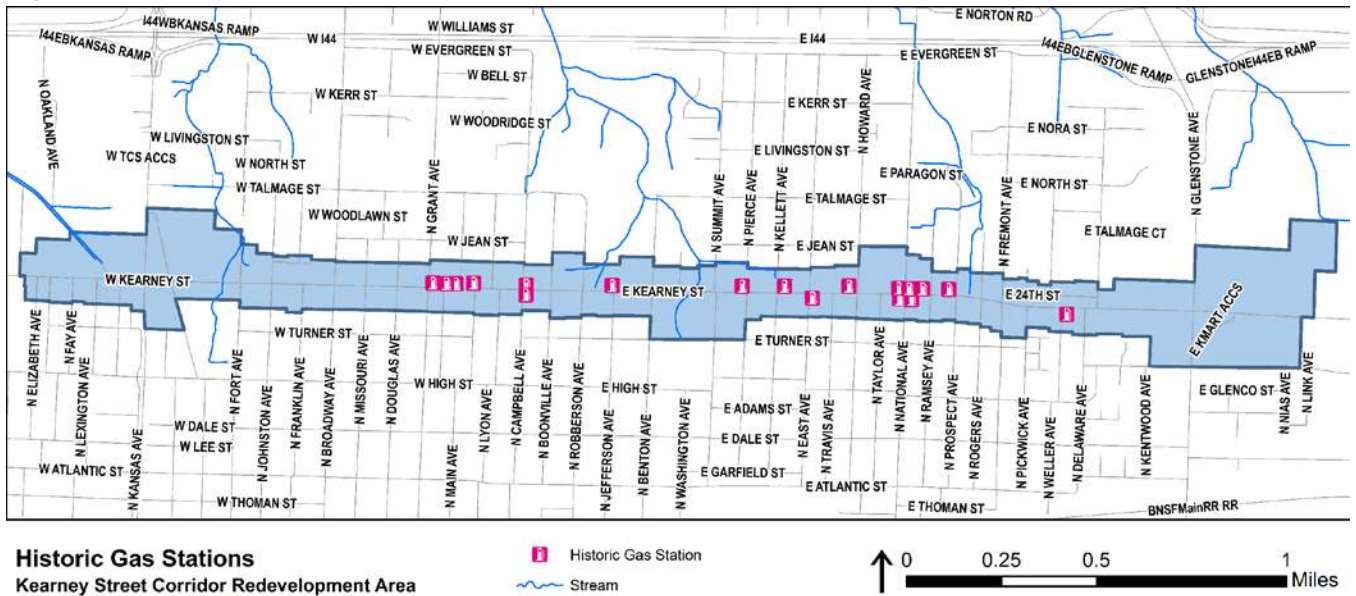 I44WBKANSAS RAMP
W WILLIAMS ST
E NORTON RD
I44EBKANSAS RAMP
W I44
E I44
W EVERGREEN ST
E EVERGREEN ST
I44EBGLENSTONE RAMP
GLENSTONEI44EB RAMP
W BELL ST
N OAKLAND AVE
W KERR ST
E KERR ST
N HOWARD AVE
W WOODRIDGE ST
E NORA ST
W LIVINGSTON ST
E LIVINGSTON ST
N GLENSTONE AVE
W TCS ACCS
W NORTH ST
E PARAGON ST
E NORTH ST
W TALMAGE ST
N GRANT AVE
N SUMMIT AVE
N PIERCE AVE
N KELLETT AVE
E TALMAGE ST
N FREMONT AVE
W WOODLAWN ST
E TALMAGE CT
W JEAN ST
E JEAN ST
W KEARNEY ST
E KEARNEY ST
E 24TH ST
E KMART ACCS
N ELIZABETH AVE
N FAY AVE
N LEXINGTON AVE
N KANSAS AVE
W TURNER ST
E TURNER ST
N FORT AVE
N JOHNSTON AVE
N FRANKLIN AVE
N BROADWAY AVE
N MISSOURI AVE
N DOUGLAS AVE
W HIGH ST
N MAIN AVE
N LYON AVE
N CAMPBELL AVE
N BOONVILLE AVE
N ROBBERSON AVE
E HIGH ST
N JEFFERSON AVE
N BENTON AVE
N WASHINGTON AVE
E ADAMS ST
N EAST AVE
N TRAVIS AVE
N TAYLOR AVE
N NATIONAL AVE
N RAMSEY AVE
N PROSPECT AVE
N ROGERS AVE
N PICKWICK AVE
N WELLER AVE
N DELAWARE AVE
N KENTWOOD AVE
E GLENCO ST
N NIAS AVE
N LINK AVE
W DALE ST
E DALE ST
W LEE ST
W ATLANTIC ST
E GARFIELD ST
E ATLANTIC ST
W THOMAN ST
E THOMAN ST
BNSFMainRR RR
Historic Gas Stations
Kearney Street Corridor Redevelopment Area
Historic Gas Station
Stream
0 0.25 0.5 1
Miles